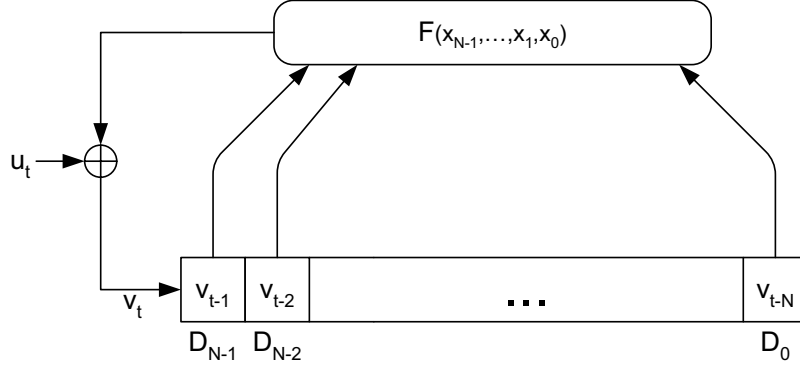 F(x_{N-1},...,x_1,x_0)
u_t
v_t
v_{t-1} v_{t-2} ... v_{t-N}
D_{N-1} D_{N-2} D_0